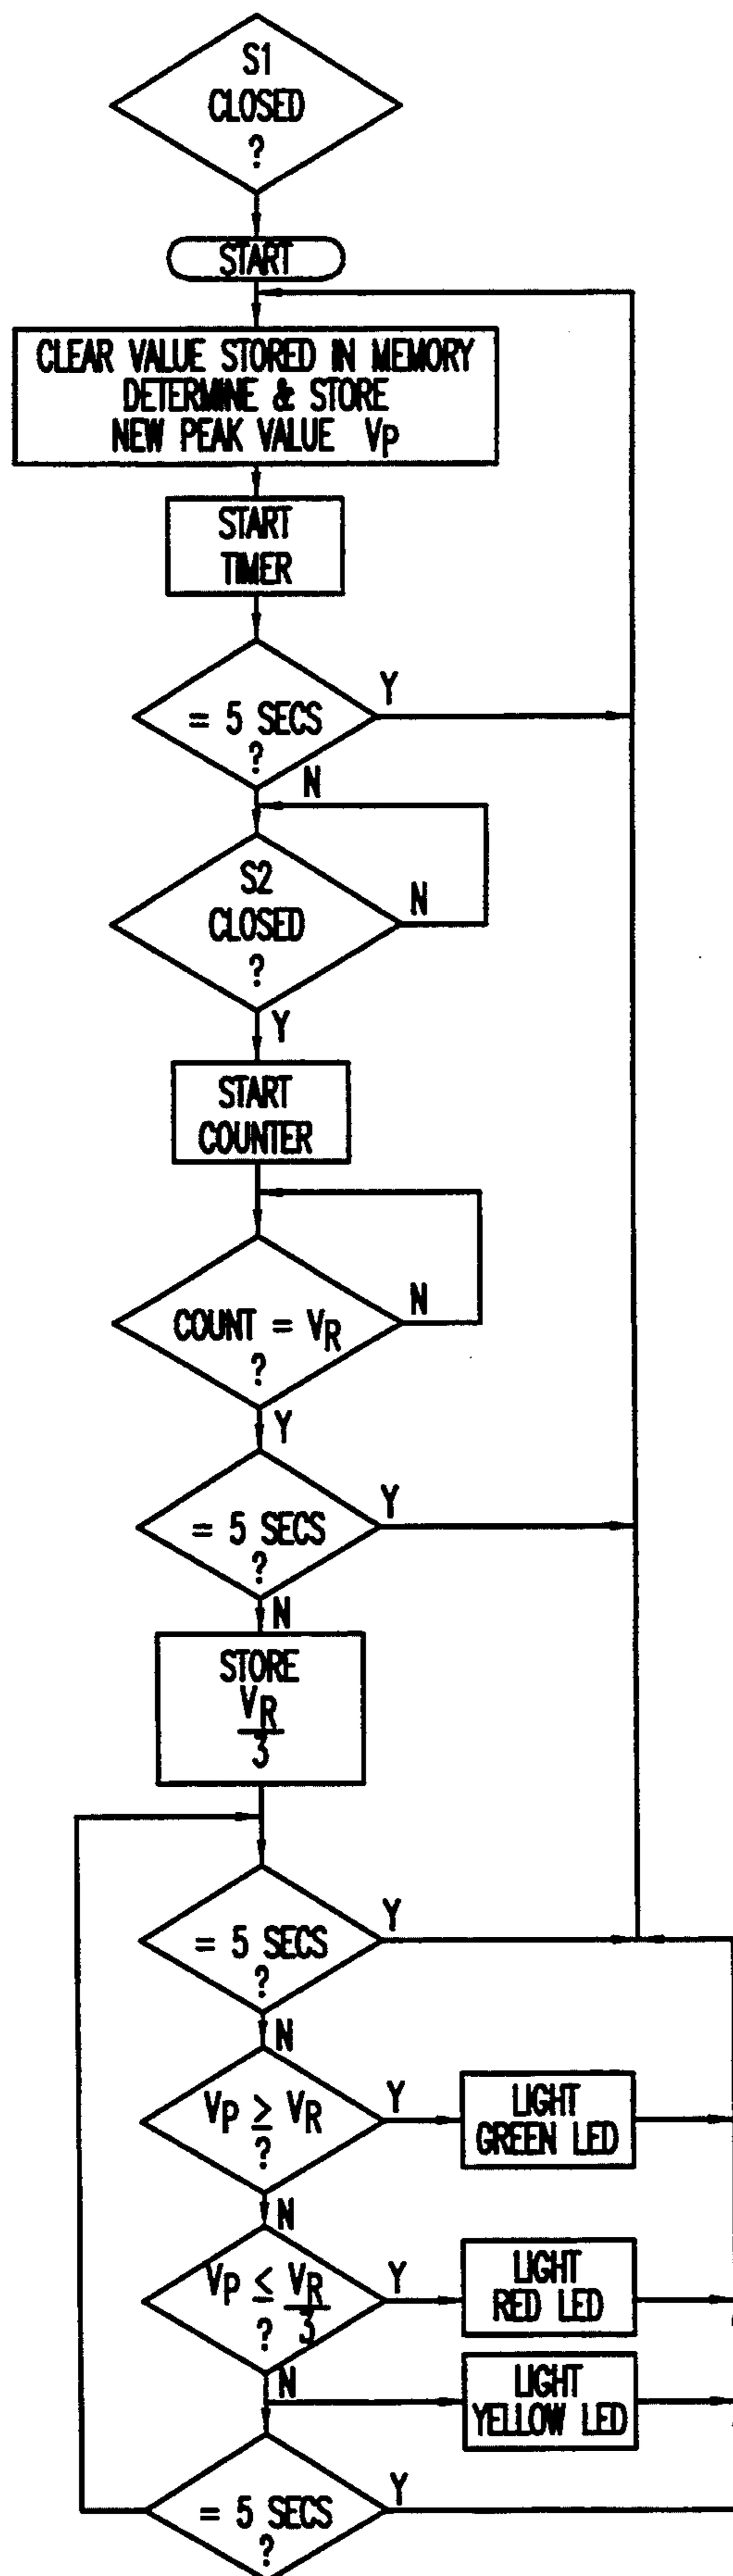 S1
CLOSED
?
START
CLEAR VALUE STORED IN MEMORY
DETERMINE & STORE
NEW PEAK VALUE VP
START
TIMER
= 5 SECS
?
Y
N
S2
CLOSED
?
N
Y
START
COUNTER
COUNT = VR
?
N
Y
= 5 SECS
?
Y
N
STORE
VR
3
= 5 SECS
?
Y
N
VP ≥ VR
?
Y
LIGHT
GREEN LED
N
VP ≤ VR
? 3
Y
LIGHT
RED LED
N
LIGHT
YELLOW LED
= 5 SECS
?
Y